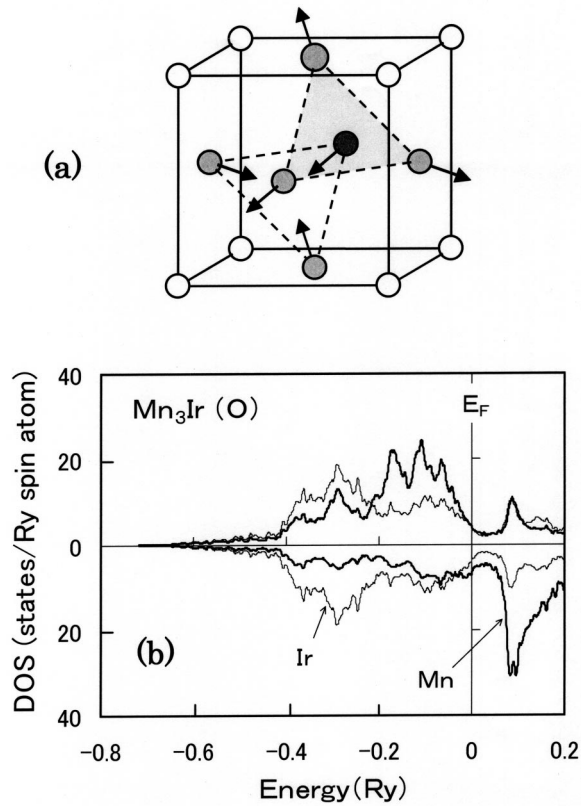 (a)
40
20
0
20
40
DOS (states/Ry spin atom)
Mn₃Ir (O)
E_F
Ir
Mn
(b)
−0.8
−0.6
−0.4
−0.2
0
0.2
Energy(Ry)